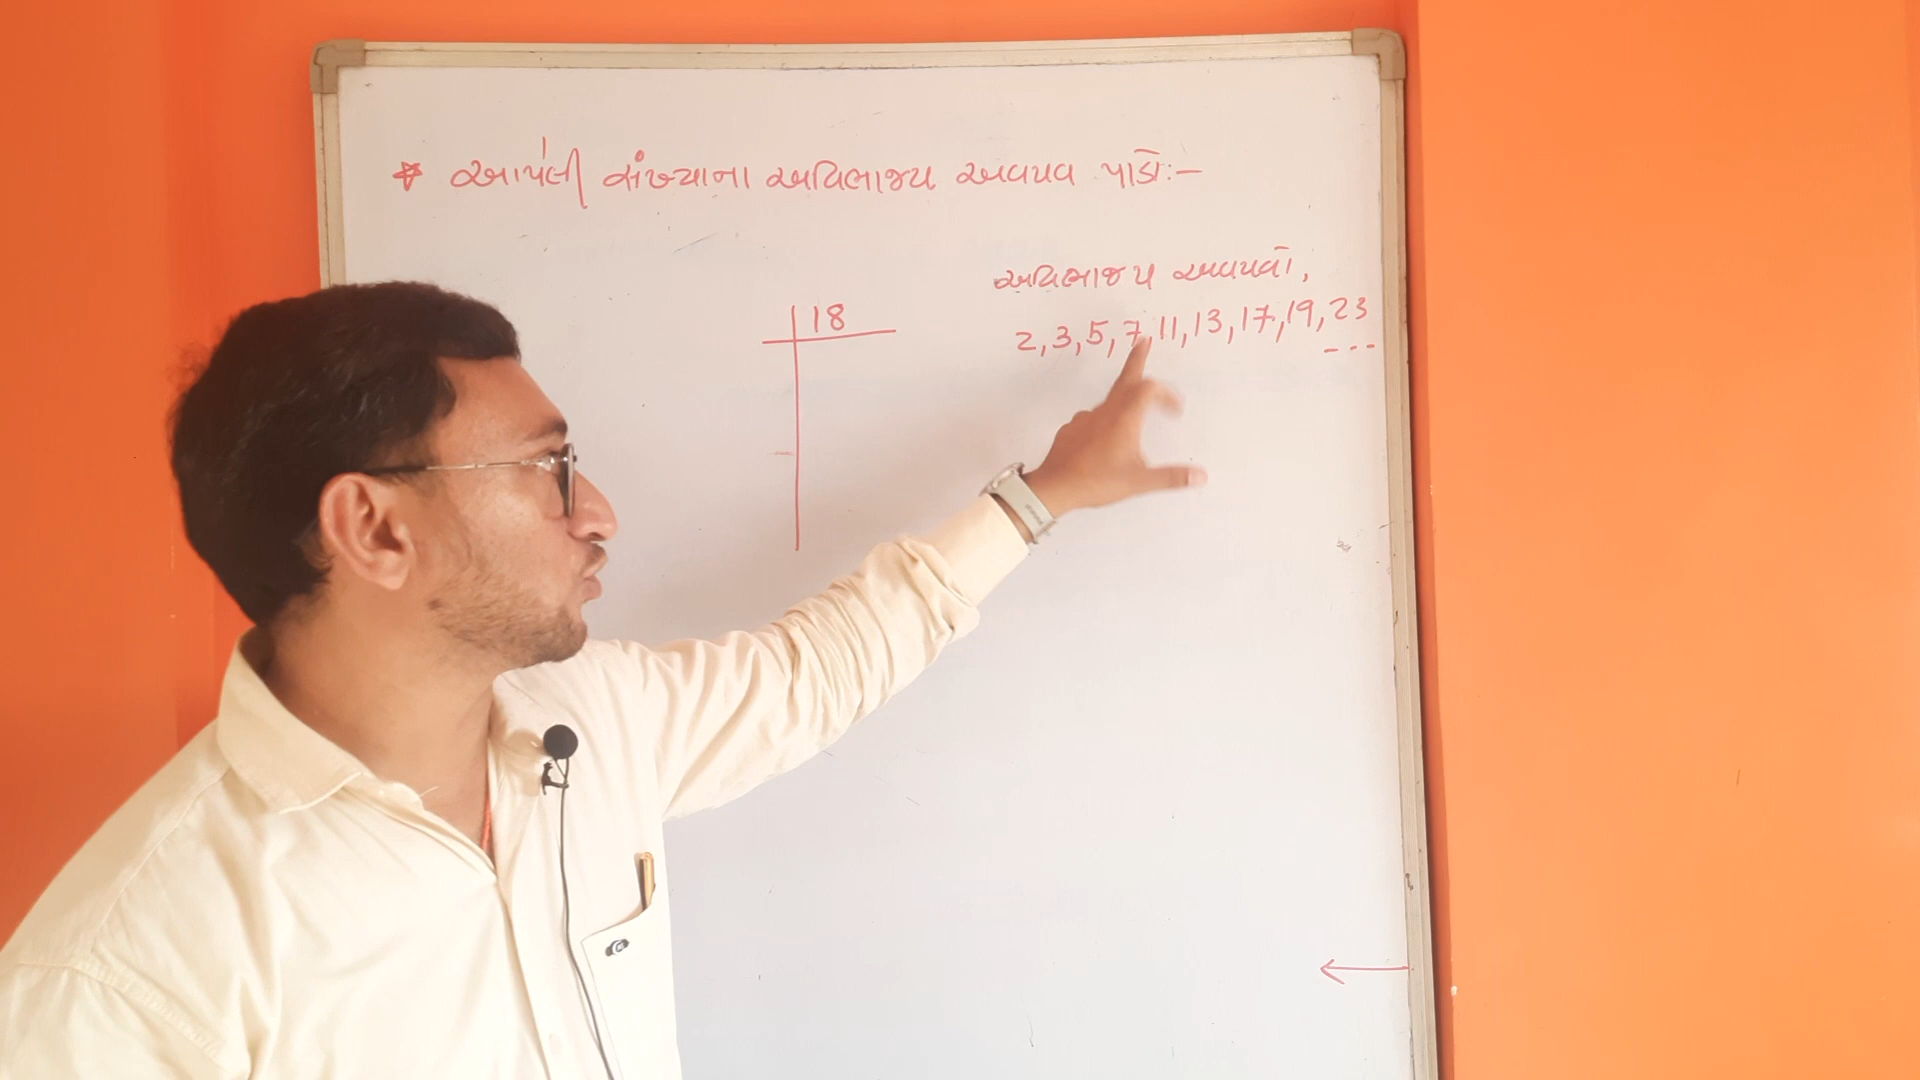 * આપેલી સંખ્યાના અવિભાજ્ય અવયવ પાડો:-
અવિભાજ્ય અવયવો,
18
2,3,5,7,11,13,17,19,23
---